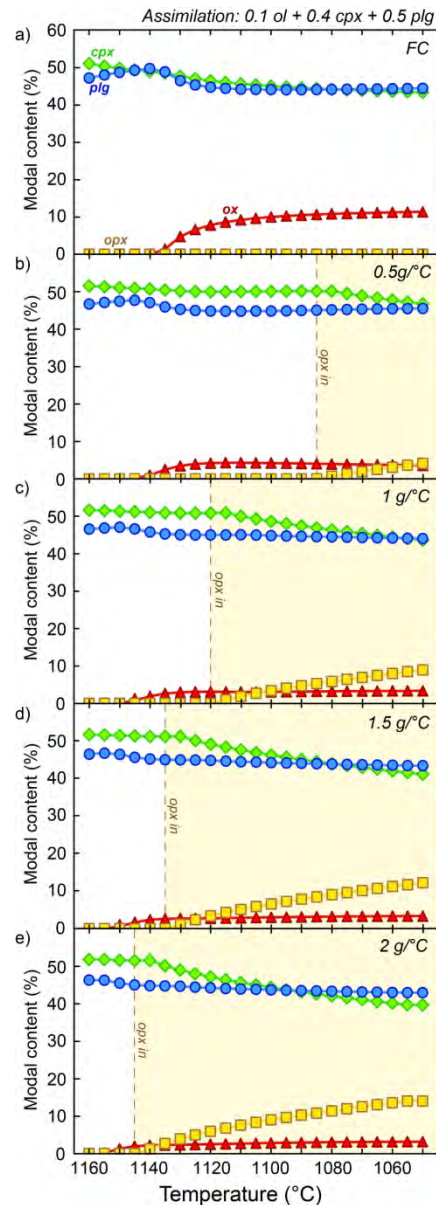 Assimilation: 0.1 ol + 0.4 cpx + 0.5 plg
a)
FC
60
50
40
30
20
10
0
Modal content (%)
cpx
plg
opx
ox
b)
0.5g/°C
50
40
30
20
10
0
Modal content (%)
opx in
c)
1 g/°C
50
40
30
20
10
0
Modal content (%)
opx in
d)
1.5 g/°C
50
40
30
20
10
0
Modal content (%)
opx in
e)
2 g/°C
50
40
30
20
10
0
Modal content (%)
opx in
1160 1140 1120 1100 1080 1060
Temperature (°C)